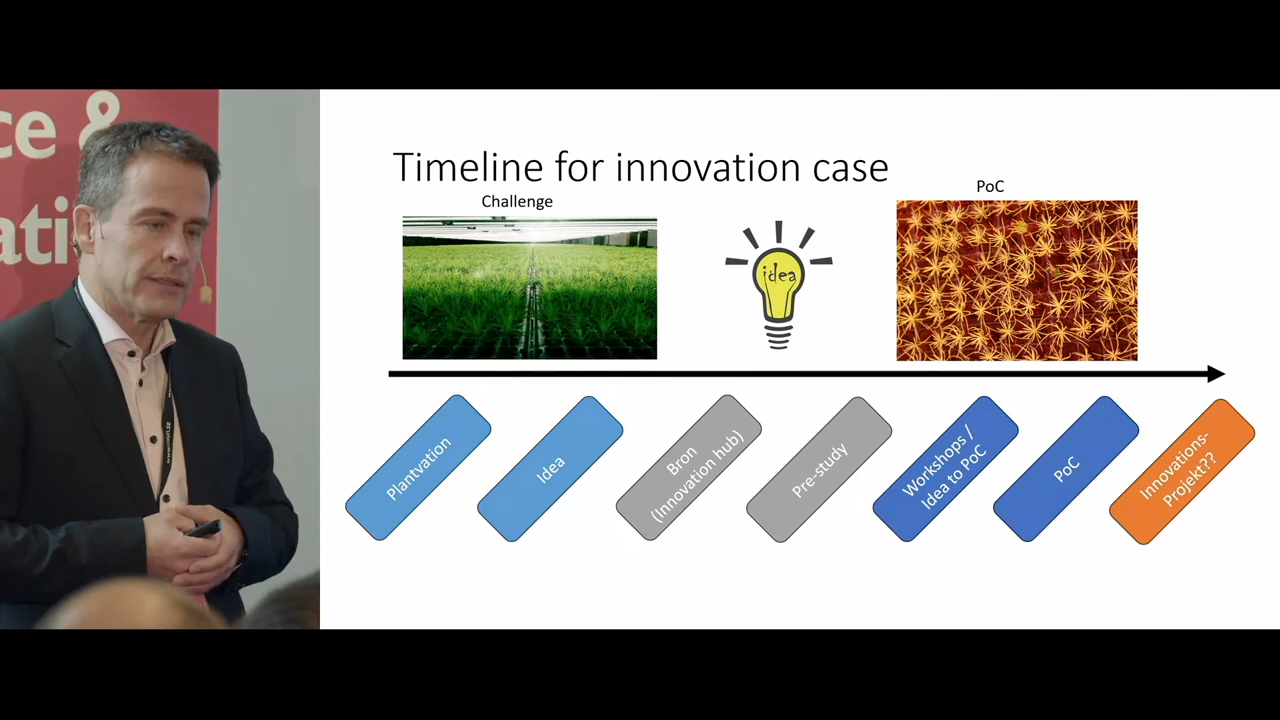 ce &
ati
Timeline for innovation case
Challenge
PoC
idea
Plantvation
Idea
Bron
(Innovation hub)
Pre-study
Workshops /
Idea to PoC
PoC
Innovations-
Projekt??